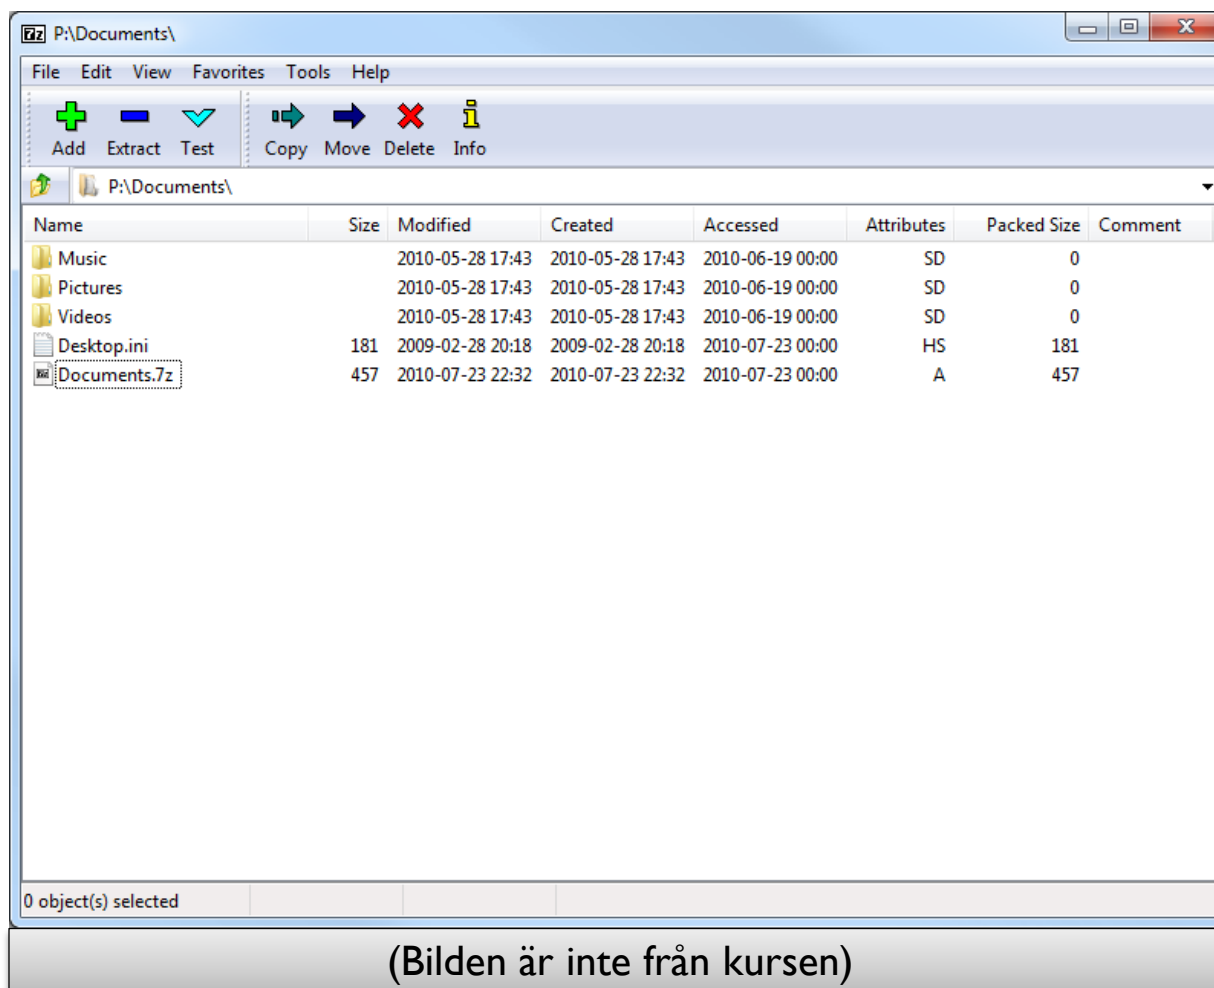 7z P:\Documents\
File Edit View Favorites Tools Help
Add Extract Test Copy Move Delete Info
P:\Documents\
Name Size Modified Created Accessed Attributes Packed Size Comment
Music 2010-05-28 17:43 2010-05-28 17:43 2010-06-19 00:00 SD 0
Pictures 2010-05-28 17:43 2010-05-28 17:43 2010-06-19 00:00 SD 0
Videos 2010-05-28 17:43 2010-05-28 17:43 2010-06-19 00:00 SD 0
Desktop.ini 181 2009-02-28 20:18 2009-02-28 20:18 2010-07-23 00:00 HS 181
Documents.7z 457 2010-07-23 22:32 2010-07-23 22:32 2010-07-23 00:00 A 457
0 object(s) selected
(Bilden är inte från kursen)